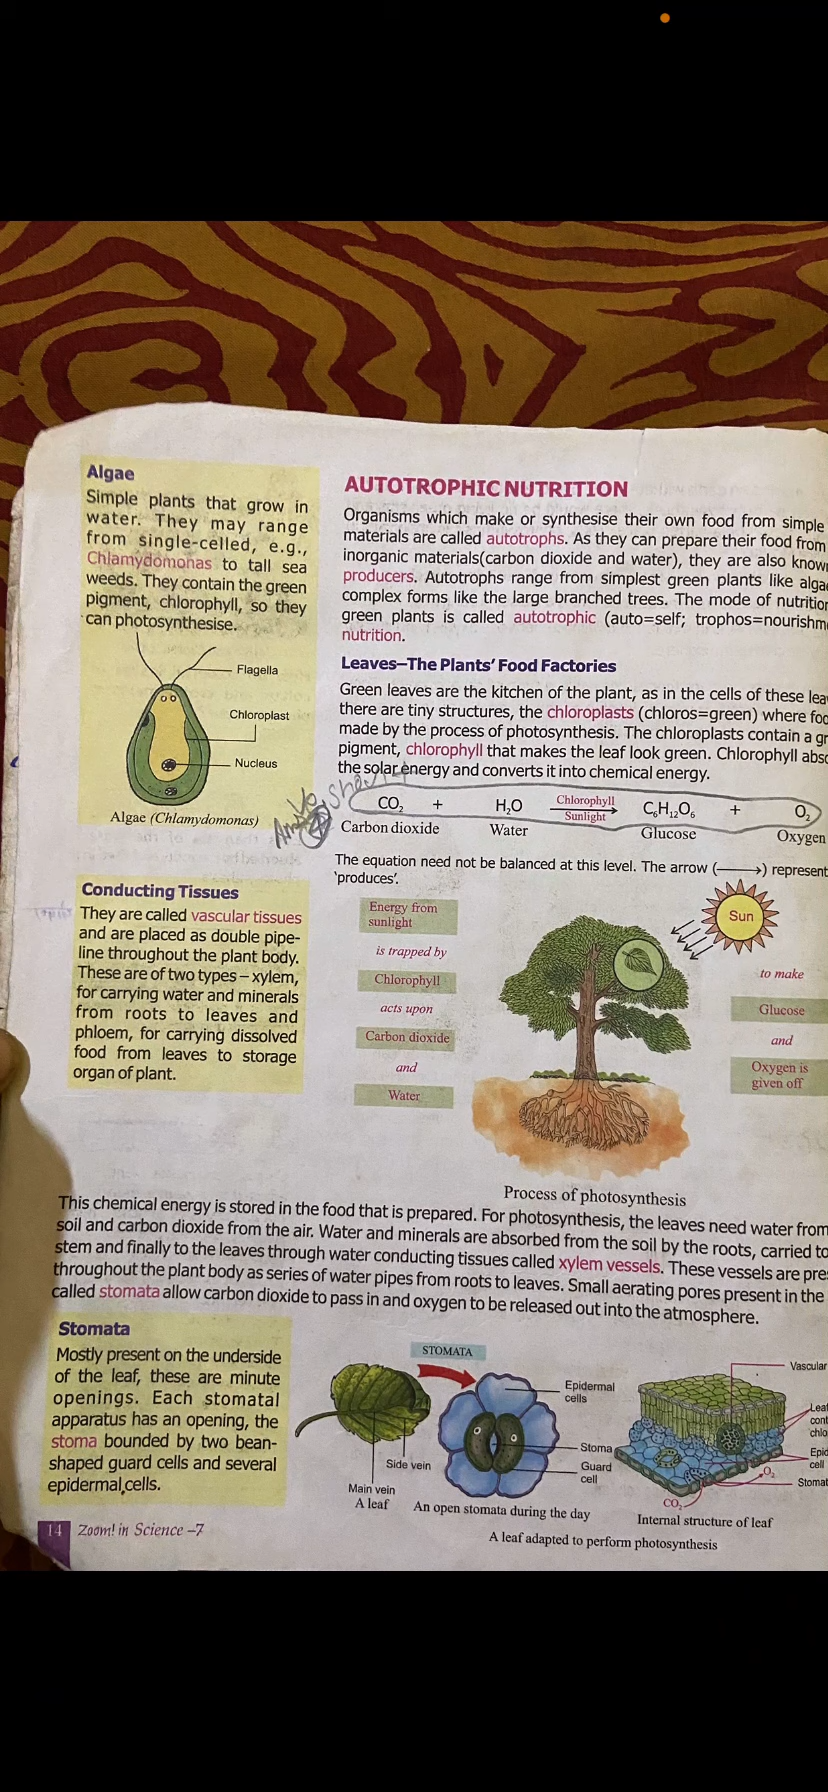 Algae
Simple plants that grow in
water. They may range
from single-celled, e.g.,
Chlamydomonas to tall sea
weeds. They contain the green
pigment, chlorophyll, so they
can photosynthesise.
Flagella
Chloroplast
Nucleus
Algae (Chlamydomonas)
Conducting Tissues
They are called vascular tissues
and are placed as double pipe-
line throughout the plant body.
These are of two types – xylem,
for carrying water and minerals
from roots to leaves and
phloem, for carrying dissolved
food from leaves to storage
organ of plant.
AUTOTROPHIC NUTRITION
Organisms which make or synthesise their own food from simple
materials are called autotrophs. As they can prepare their food from
inorganic materials(carbon dioxide and water), they are also know
producers. Autotrophs range from simplest green plants like alga
complex forms like the large branched trees. The mode of nutrition
green plants is called autotrophic (auto=self; trophos=nourishm
nutrition.
Leaves–The Plants' Food Factories
Green leaves are the kitchen of the plant, as in the cells of these lea
there are tiny structures, the chloroplasts (chloros=green) where foo
made by the process of photosynthesis. The chloroplasts contain a gr
pigment, chlorophyll that makes the leaf look green. Chlorophyll abso
the solar energy and converts it into chemical energy.
CO₂ + H₂O Chlorophyll Sunlight C₆H₁₂O₆ + O₂
Carbon dioxide Water Glucose Oxygen
The equation need not be balanced at this level. The arrow (⟶) represent
'produces'.
Energy from
sunlight
is trapped by
Chlorophyll
acts upon
Carbon dioxide
and
Water
Sun
to make
Glucose
and
Oxygen is
given off
Process of photosynthesis
This chemical energy is stored in the food that is prepared. For photosynthesis, the leaves need water from
soil and carbon dioxide from the air. Water and minerals are absorbed from the soil by the roots, carried to
stem and finally to the leaves through water conducting tissues called xylem vessels. These vessels are pre
throughout the plant body as series of water pipes from roots to leaves. Small aerating pores present in the
called stomata allow carbon dioxide to pass in and oxygen to be released out into the atmosphere.
Stomata
Mostly present on the underside
of the leaf, these are minute
openings. Each stomatal
apparatus has an opening, the
stoma bounded by two bean-
shaped guard cells and several
epidermal cells.
STOMATA
Side vein
Main vein
A leaf
Epidermal
cells
Stoma
Guard
cell
An open stomata during the day
Vascular
Leaf
cont
chlo
Epid
cell
Stomat
O₂
CO₂
Internal structure of leaf
A leaf adapted to perform photosynthesis
14 Zoom! in Science –7